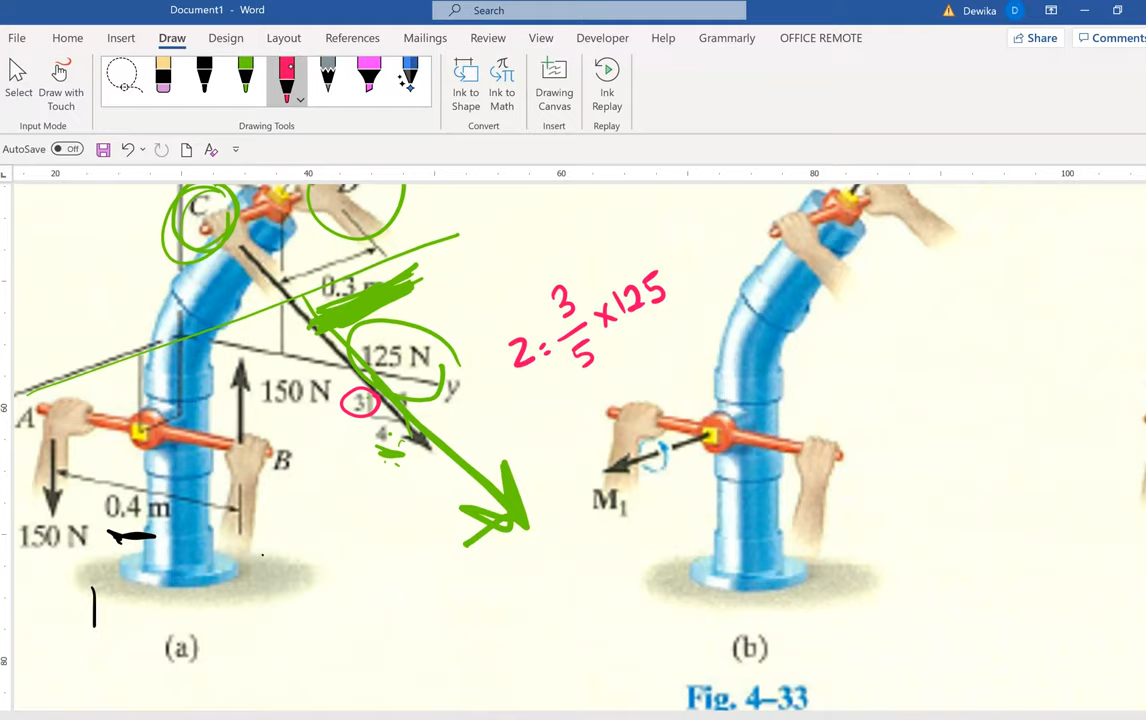 Document1 - Word
Search
Dewika D
File Home Insert Draw Design Layout References Mailings Review View Developer Help Grammarly OFFICE REMOTE Share Comments
Select
Draw with Touch
Ink to Shape
Ink to Math
Drawing Canvas
Ink Replay
Input Mode
Drawing Tools
Convert
Insert
Replay
AutoSave Off
20 40 60 80 100
60
80
C
0.3 m
125 N
y
150 N
3
4
A
B
0.4 m
150 N
2 = 3/5 × 125
M₁
(a)
(b)
Fig. 4–33